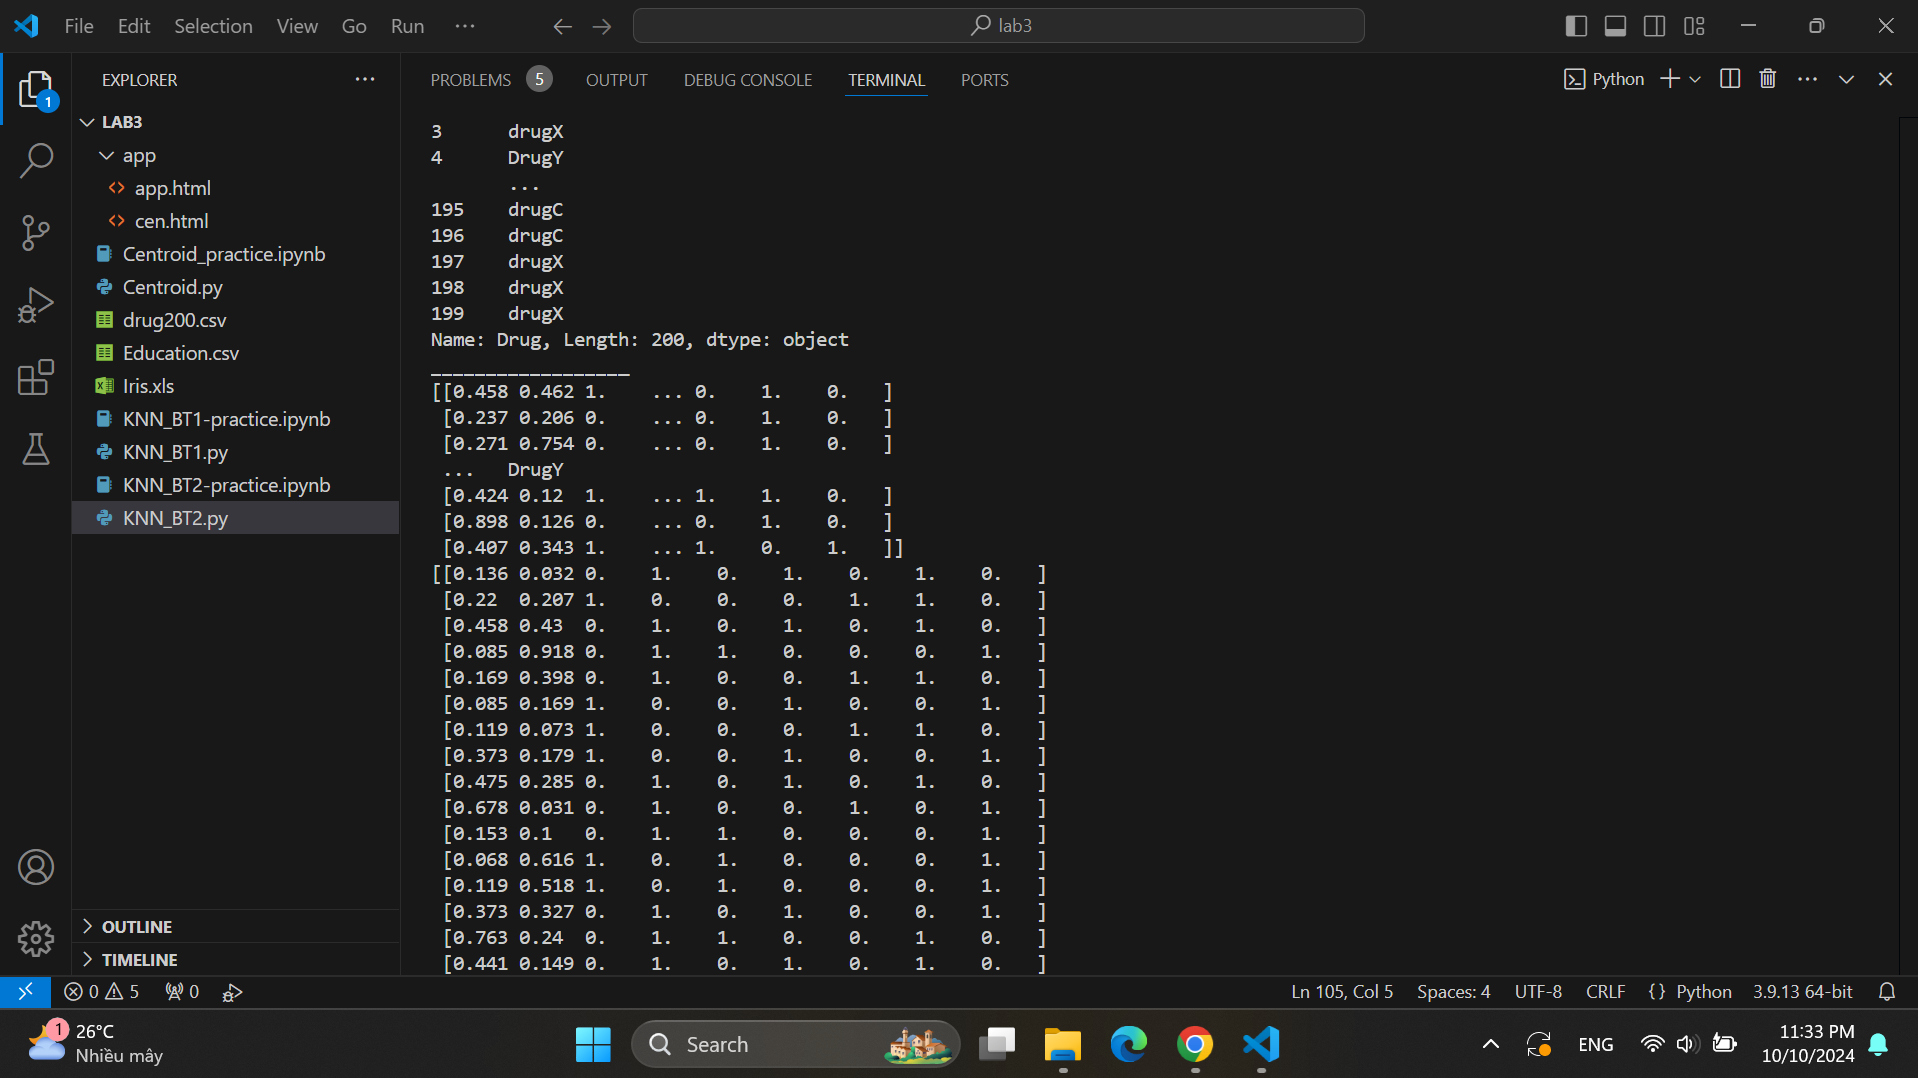 File Edit Selection View Go Run ...
lab3
EXPLORER
1
LAB3
app
app.html
cen.html
Centroid_practice.ipynb
Centroid.py
drug200.csv
Education.csv
Iris.xls
KNN_BT1-practice.ipynb
KNN_BT1.py
KNN_BT2-practice.ipynb
KNN_BT2.py
OUTLINE
TIMELINE
PROBLEMS 5 OUTPUT DEBUG CONSOLE TERMINAL PORTS
Python
3 drugX
4 DrugY
...
195 drugC
196 drugC
197 drugX
198 drugX
199 drugX
Name: Drug, Length: 200, dtype: object
__________________
[[0.458 0.462 1. ... 0. 1. 0. ]
[0.237 0.206 0. ... 0. 1. 0. ]
[0.271 0.754 0. ... 0. 1. 0. ]
... DrugY
[0.424 0.12 1. ... 1. 1. 0. ]
[0.898 0.126 0. ... 0. 1. 0. ]
[0.407 0.343 1. ... 1. 0. 1. ]]
[[0.136 0.032 0. 1. 0. 1. 0. 1. 0. ]
[0.22 0.207 1. 0. 0. 0. 1. 1. 0. ]
[0.458 0.43 0. 1. 0. 1. 0. 1. 0. ]
[0.085 0.918 0. 1. 1. 0. 0. 0. 1. ]
[0.169 0.398 0. 1. 0. 0. 1. 1. 0. ]
[0.085 0.169 1. 0. 0. 1. 0. 0. 1. ]
[0.119 0.073 1. 0. 0. 0. 1. 1. 0. ]
[0.373 0.179 1. 0. 0. 1. 0. 0. 1. ]
[0.475 0.285 0. 1. 0. 1. 0. 1. 0. ]
[0.678 0.031 0. 1. 0. 0. 1. 0. 1. ]
[0.153 0.1 0. 1. 1. 0. 0. 0. 1. ]
[0.068 0.616 1. 0. 1. 0. 0. 0. 1. ]
[0.119 0.518 1. 0. 1. 0. 0. 0. 1. ]
[0.373 0.327 0. 1. 0. 1. 0. 0. 1. ]
[0.763 0.24 0. 1. 1. 0. 0. 1. 0. ]
[0.441 0.149 0. 1. 0. 1. 0. 1. 0. ]
0 5 0 Ln 105, Col 5 Spaces: 4 UTF-8 CRLF {} Python 3.9.13 64-bit
1
26°C
Nhiều mây
Search
ENG
11:33 PM
10/10/2024